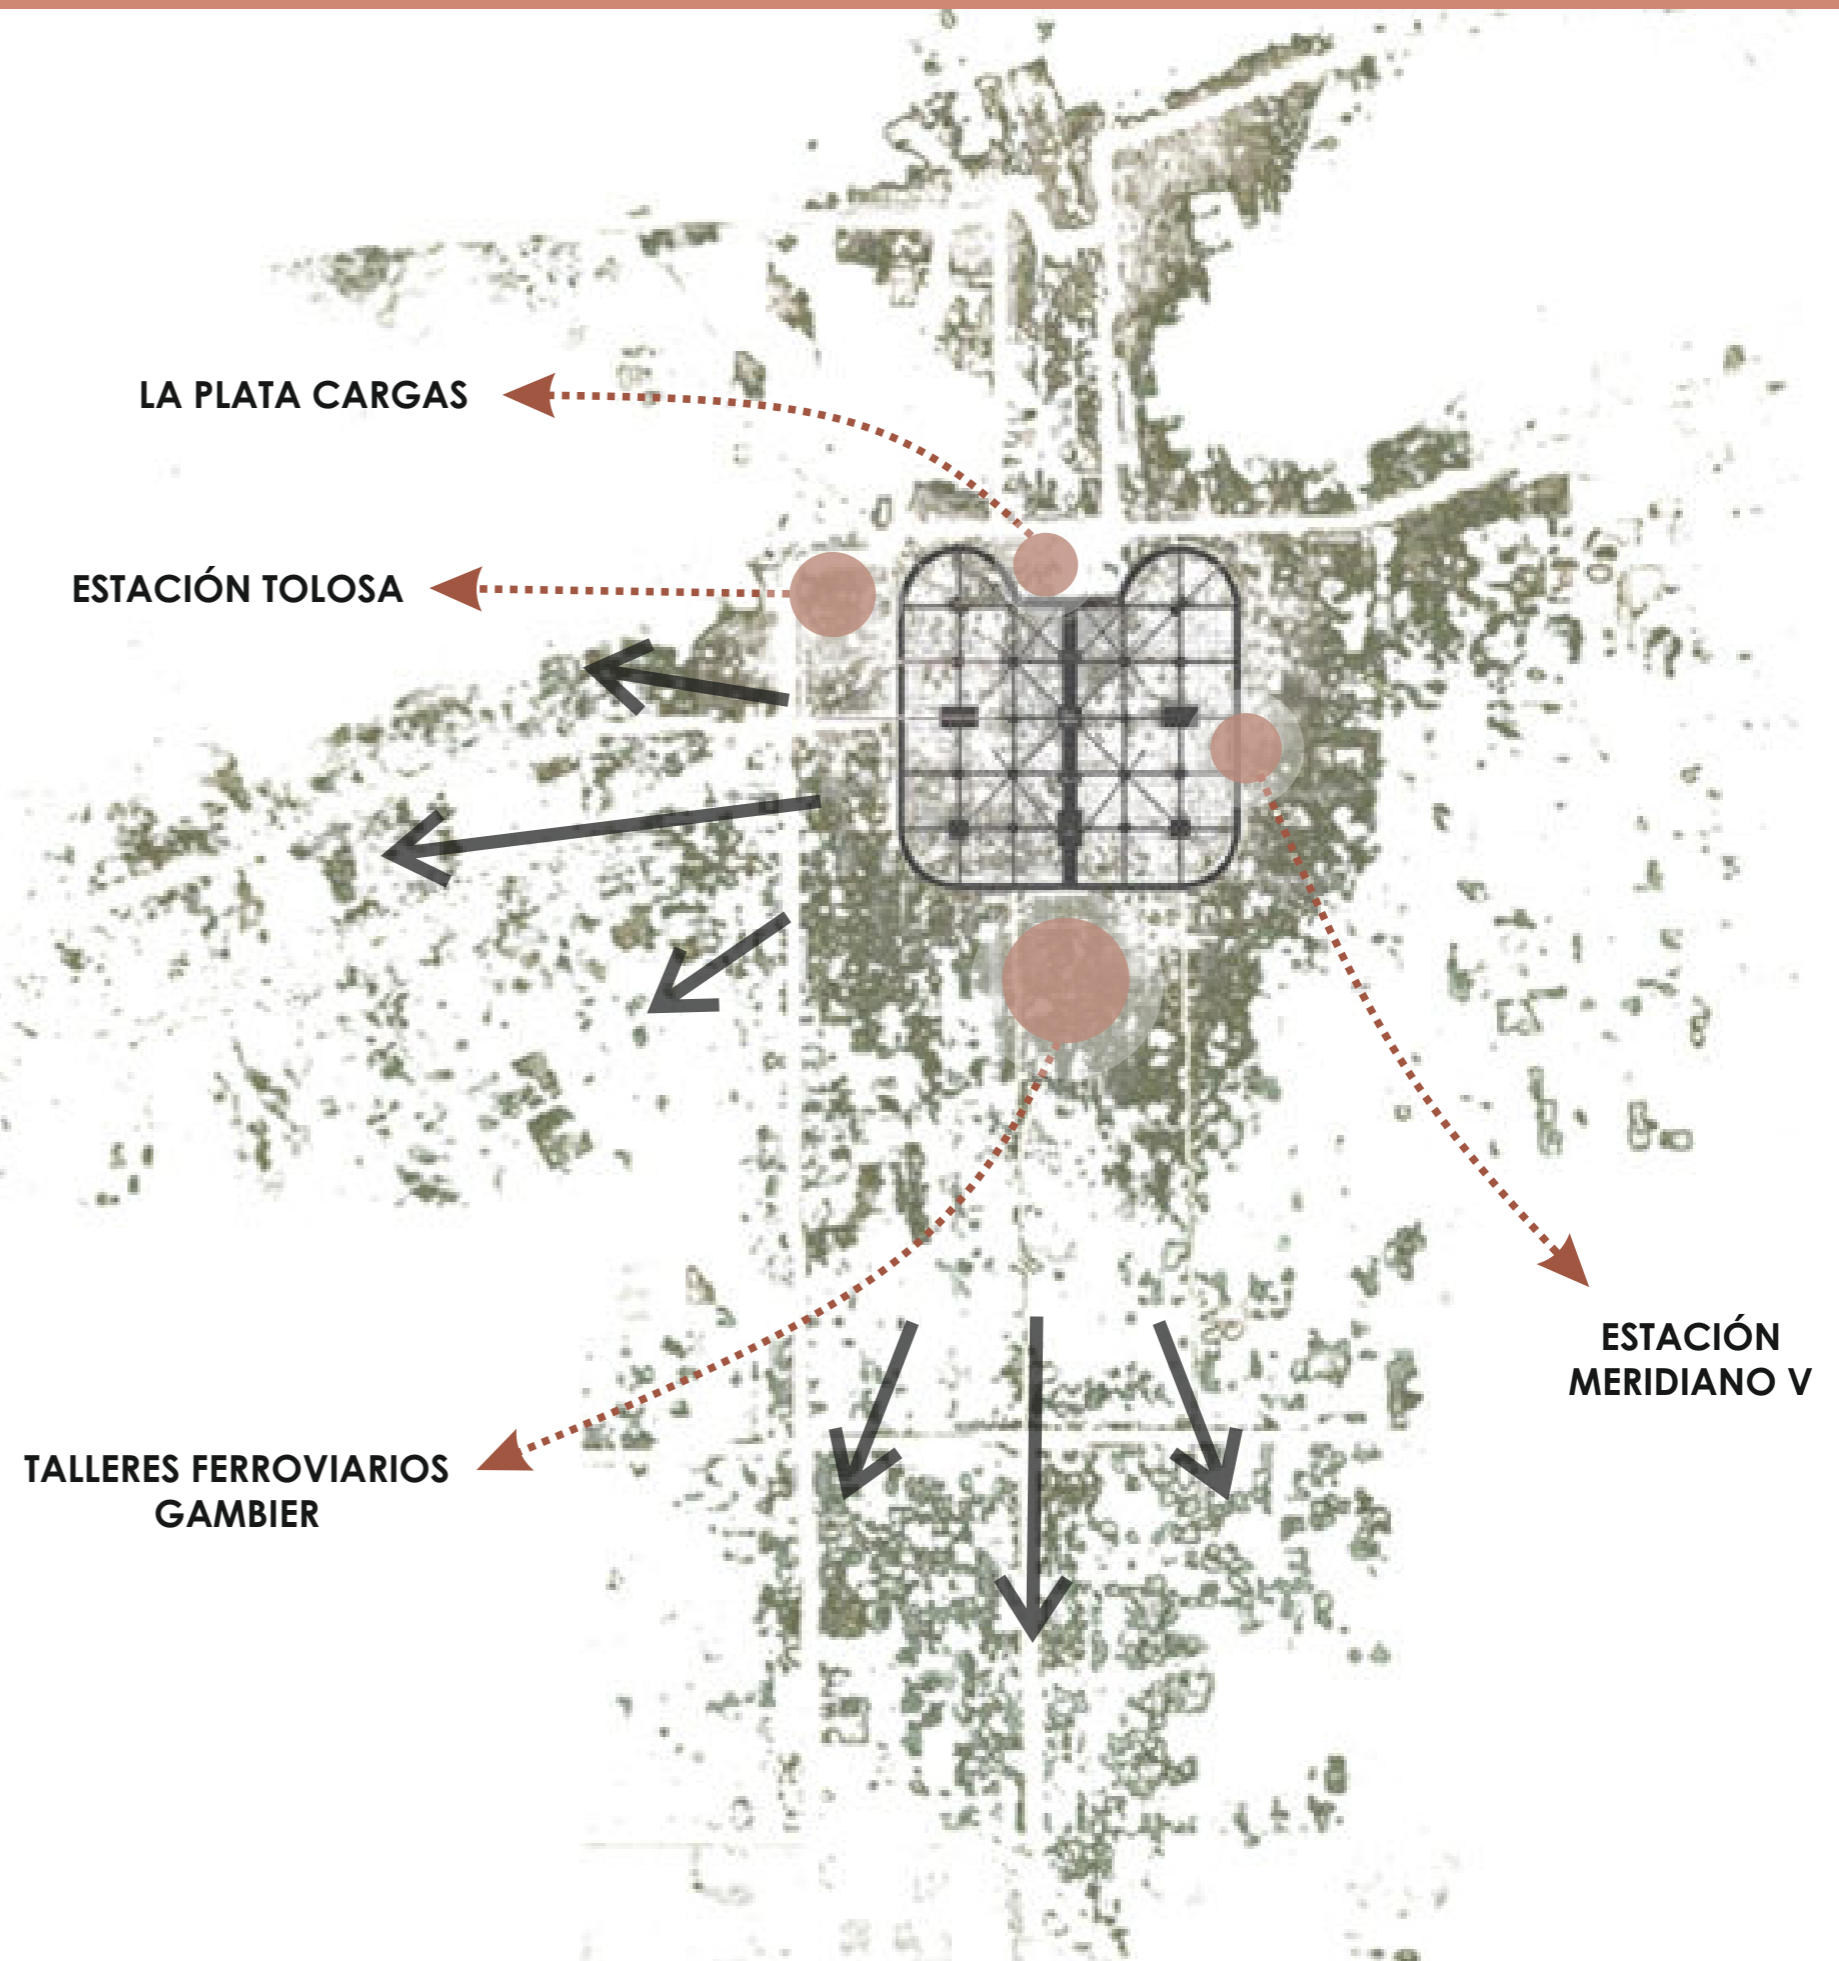 LA PLATA CARGAS
ESTACIÓN TOLOSA
ESTACIÓN
MERIDIANO V
TALLERES FERROVIARIOS
GAMBIER